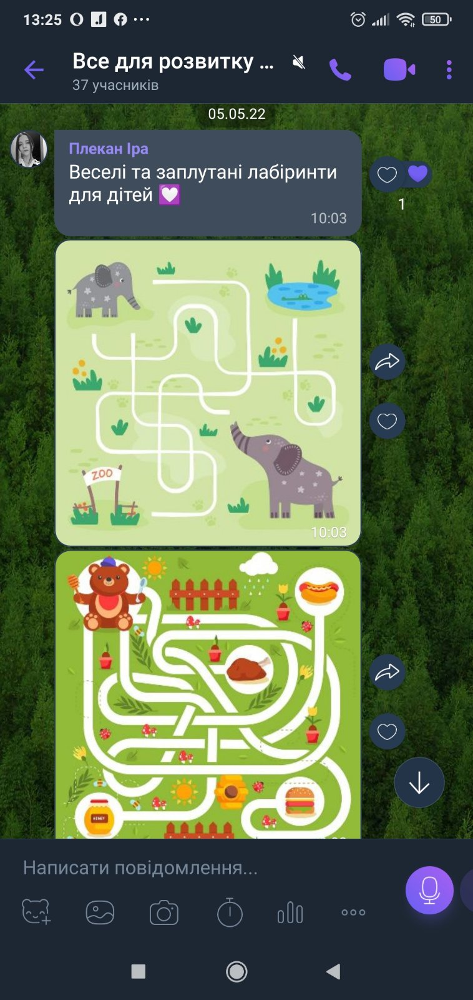 13:25
50
Все для розвитку ...
37 учасників
05.05.22
Плекан Іра
Веселі та заплутані лабіринти
для дітей
10:03
1
ZOO
10:03
HONEY
Написати повідомлення...